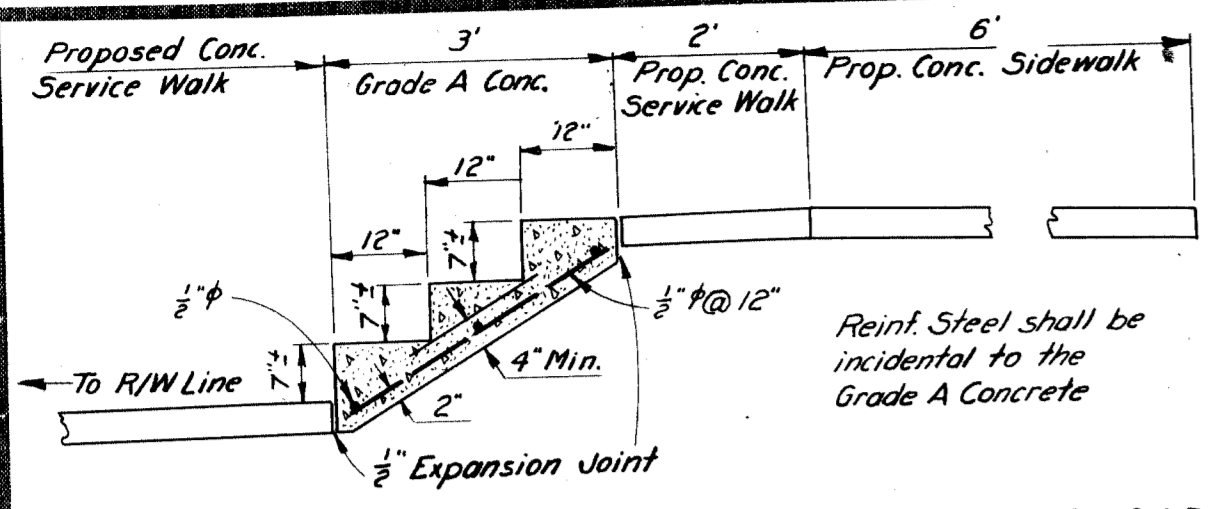 Proposed Conc.
Service Walk
3'
Grade A Conc.
2'
Prop. Conc.
Service Walk
6'
Prop. Conc. Sidewalk
12"
12"
12"
7"±
7"±
7"±
½"φ
½"φ@12"
4" Min.
2"
To R/W Line
½" Expansion Joint
Reinf. Steel shall be
incidental to the
Grade A Concrete